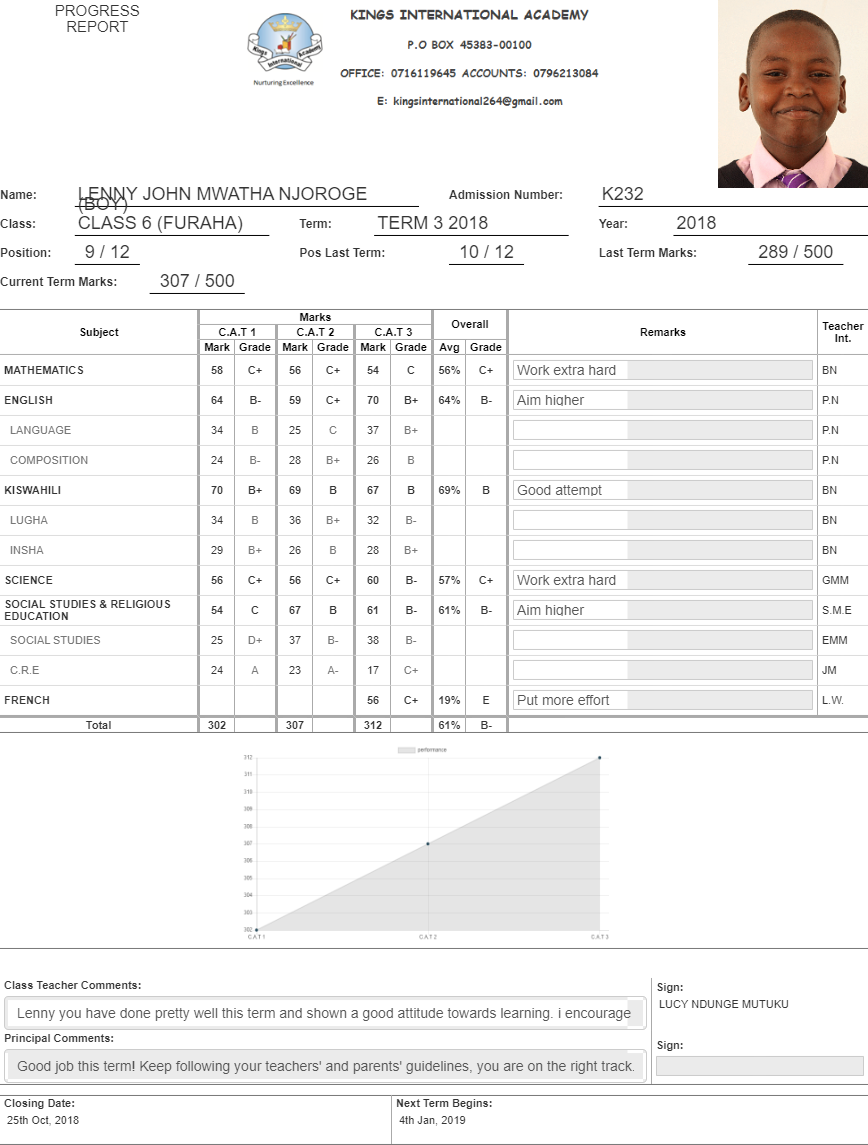 PROGRESS
REPORT
KINGS INTERNATIONAL ACADEMY
P.O BOX 45383-00100
OFFICE: 0716119645 ACCOUNTS: 0796213084
E: kingsinternational264@gmail.com
Kings International Academy
Nurturing Excellence
Name: LENNY JOHN MWATHA NJOROGE (BOY) Admission Number: K232
Class: CLASS 6 (FURAHA) Term: TERM 3 2018 Year: 2018
Position: 9 / 12 Pos Last Term: 10 / 12 Last Term Marks: 289 / 500
Current Term Marks: 307 / 500
Subject Marks Overall Remarks Teacher Int.
C.A.T 1 C.A.T 2 C.A.T 3
Mark Grade Mark Grade Mark Grade Avg Grade
MATHEMATICS 58 C+ 56 C+ 54 C 56% C+ Work extra hard BN
ENGLISH 64 B- 59 C+ 70 B+ 64% B- Aim higher P.N
LANGUAGE 34 B 25 C 37 B+ P.N
COMPOSITION 24 B- 28 B+ 26 B P.N
KISWAHILI 70 B+ 69 B 67 B 69% B Good attempt BN
LUGHA 34 B 36 B+ 32 B- BN
INSHA 29 B+ 26 B 28 B+ BN
SCIENCE 56 C+ 56 C+ 60 B- 57% C+ Work extra hard GMM
SOCIAL STUDIES & RELIGIOUS EDUCATION 54 C 67 B 61 B- 61% B- Aim higher S.M.E
SOCIAL STUDIES 25 D+ 37 B- 38 B- EMM
C.R.E 24 A 23 A- 17 C+ JM
FRENCH 56 C+ 19% E Put more effort L.W.
Total 302 307 312 61% B-
performance
312
311
310
309
308
307
306
305
304
303
302
CAT1 CAT2 CAT3
Class Teacher Comments:
Lenny you have done pretty well this term and shown a good attitude towards learning. i encourage
Sign:
LUCY NDUNGE MUTUKU
Principal Comments:
Good job this term! Keep following your teachers' and parents' guidelines, you are on the right track.
Sign:
Closing Date: Next Term Begins:
25th Oct, 2018 4th Jan, 2019